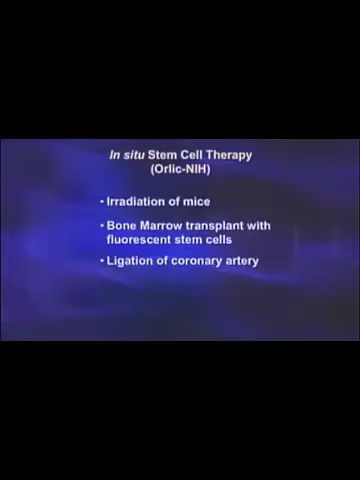 In situ Stem Cell Therapy
(Orlic-NIH)
• Irradiation of mice
• Bone Marrow transplant with
fluorescent stem cells
• Ligation of coronary artery